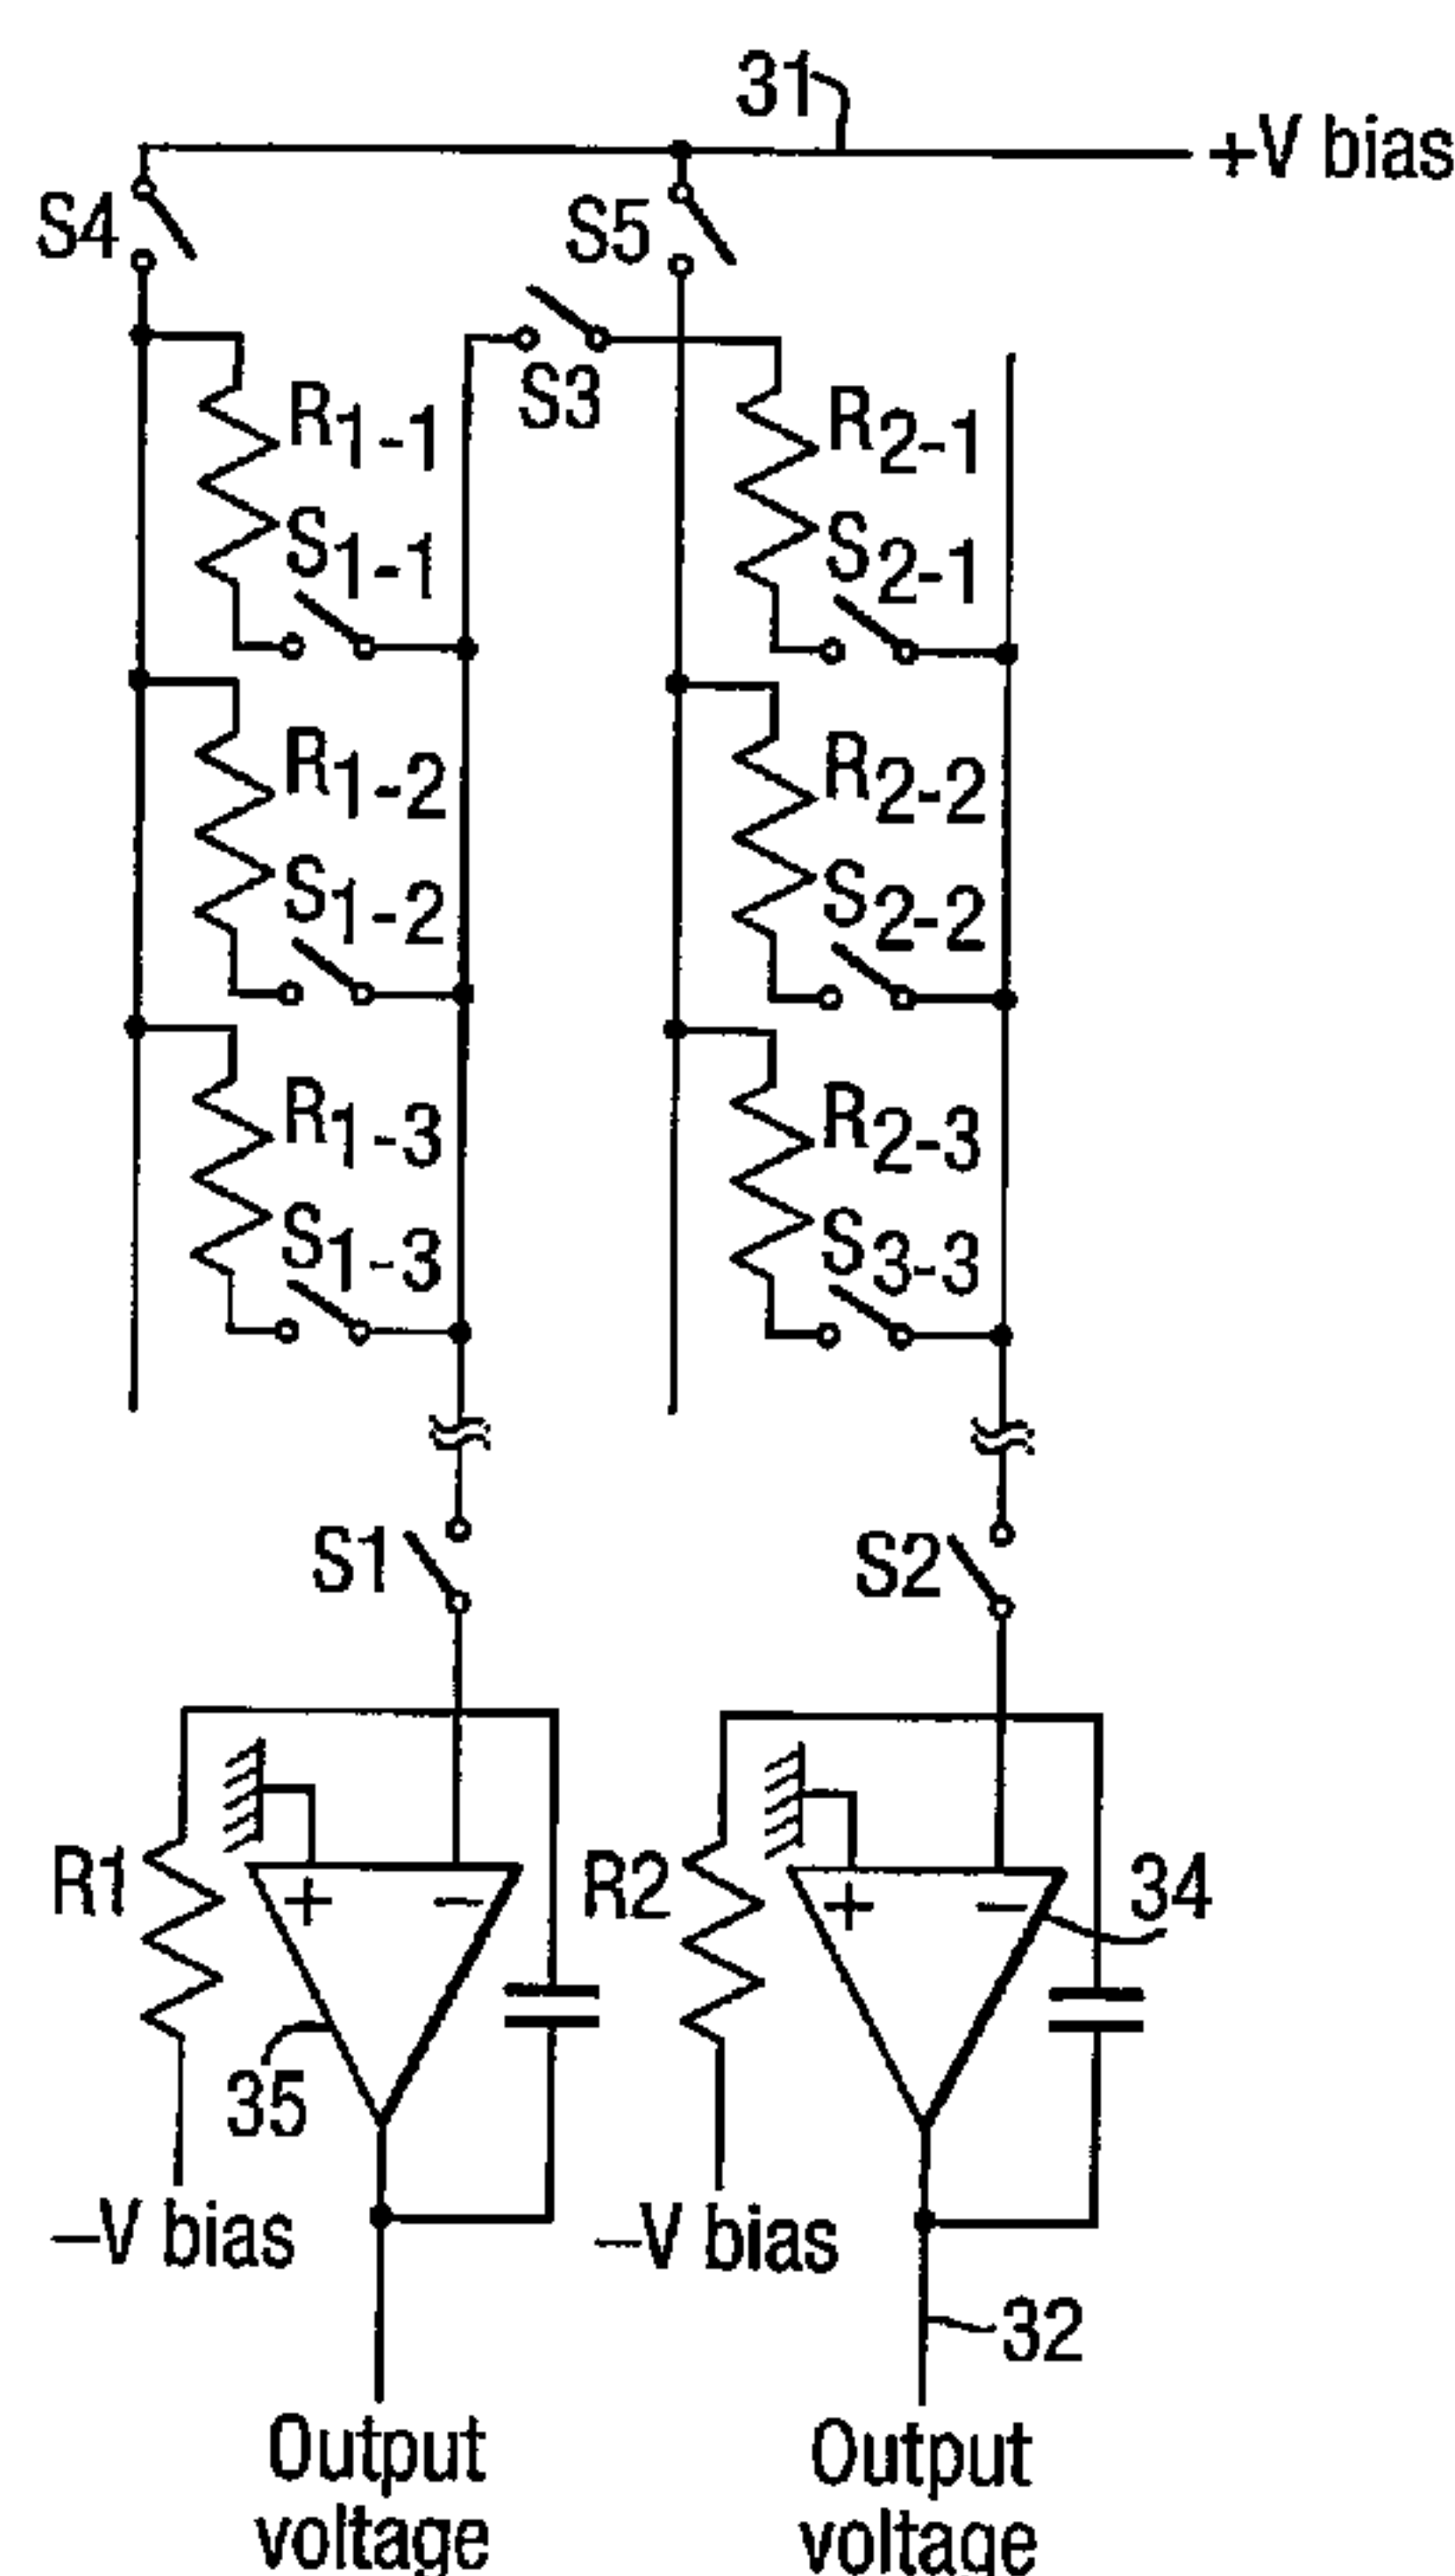 31
+V bias
S4
S5
S3
R1-1
R2-1
S1-1
S2-1
R1-2
R2-2
S1-2
S2-2
R1-3
R2-3
S1-3
S3-3
S1
S2
R1
+
−
R2
+
−
34
35
−V bias
−V bias
32
Output
voltage
Output
voltage